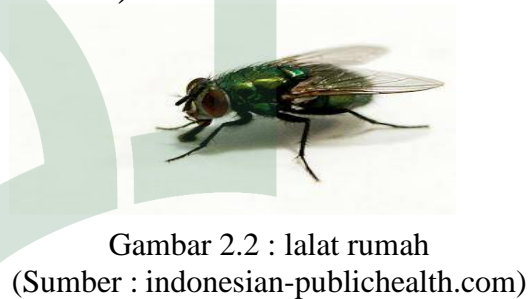 Gambar 2.2 : lalat rumah
(Sumber : indonesian-publichealth.com)